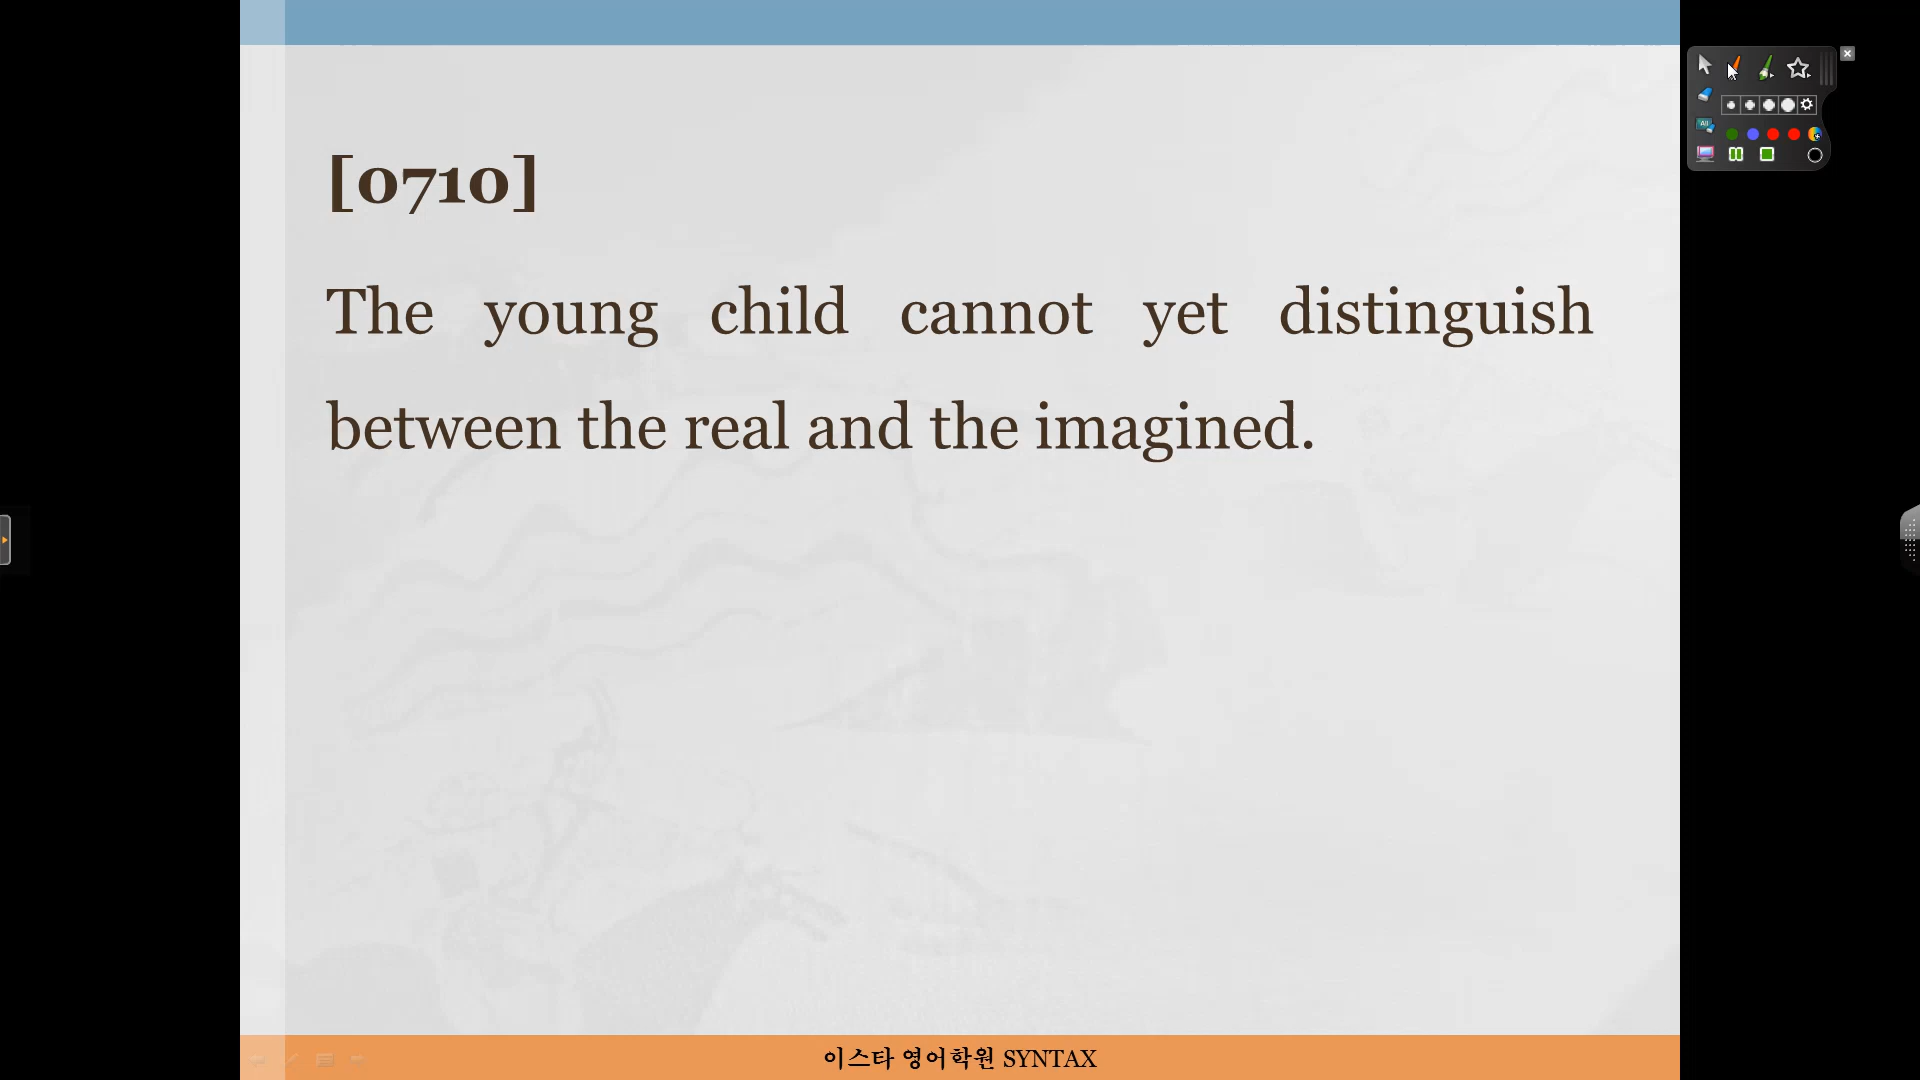 [0710]
The young child cannot yet distinguish
between the real and the imagined.
이스타 영어학원 SYNTAX